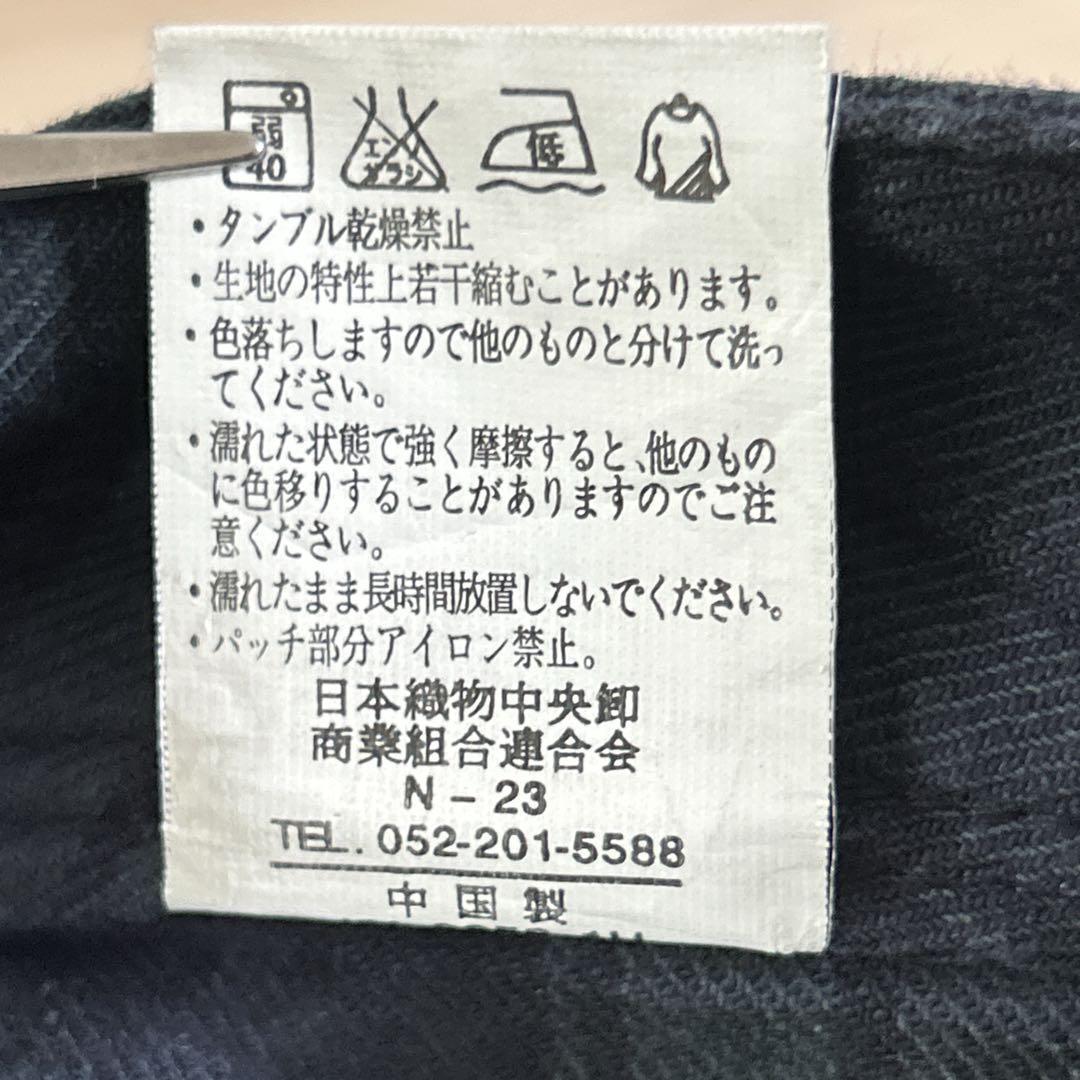 弱
40
エンソ
サラシ
低
・タンブル乾燥禁止
・生地の特性上若干縮むことがあります。
・色落ちしますので他のものと分けて洗っ
てください。
・濡れた状態で強く摩擦すると、他のもの
に色移りすることがありますのでご注
意ください。
・濡れたまま長時間放置しないでください。
・パッチ部分アイロン禁止。
日本織物中央卸
商業組合連合会
N－23
TEL. 052-201-5588
中国製